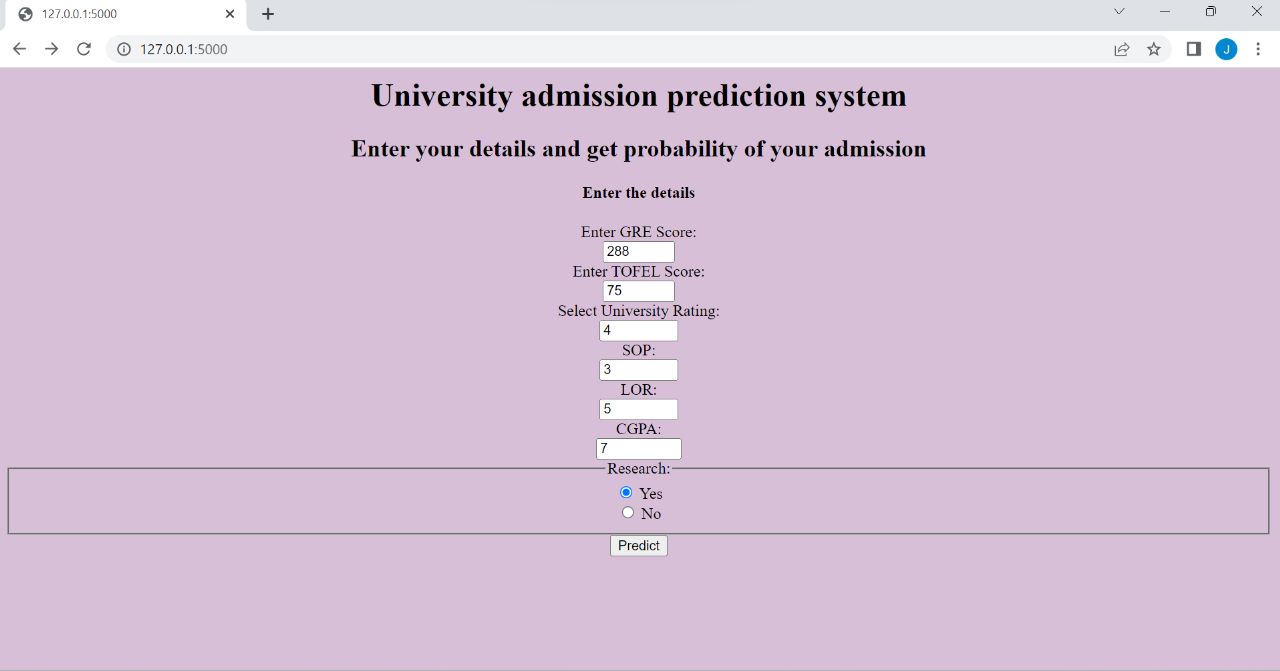 127.0.0.1:5000
127.0.0.1:5000
J
University admission prediction system
Enter your details and get probability of your admission
Enter the details
Enter GRE Score:
288
Enter TOFEL Score:
75
Select University Rating:
4
SOP:
3
LOR:
5
CGPA:
7
Research:
Yes
No
Predict